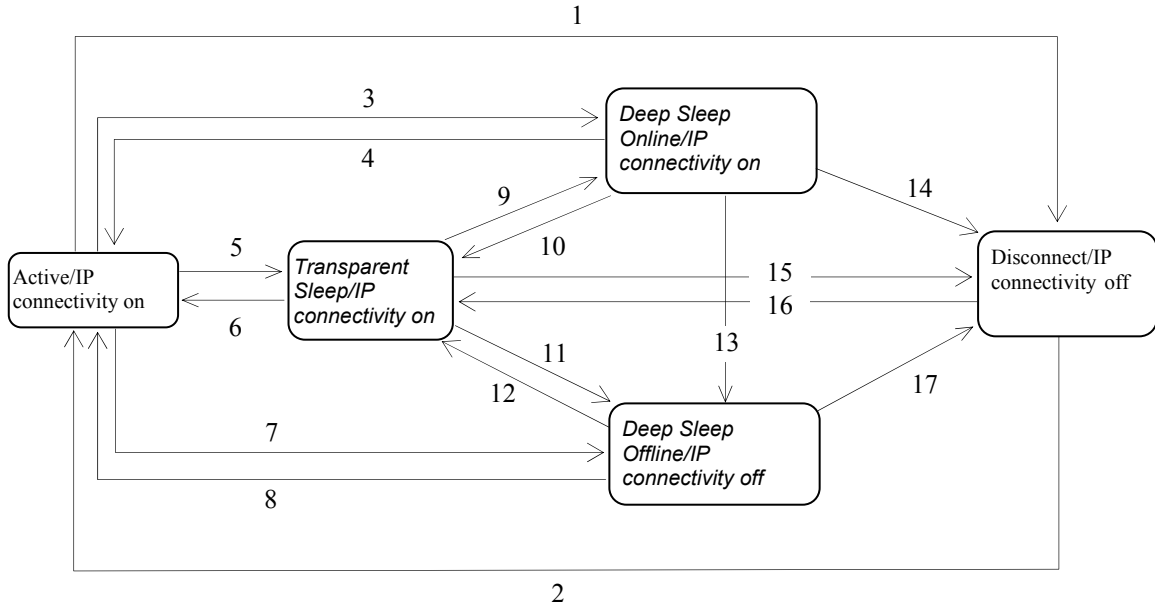 1
3
Deep Sleep
Online/IP
connectivity on
4
9
14
10
5
Active/IP
connectivity on
Transparent
Sleep/IP
connectivity on
15
Disconnect/IP
connectivity off
6
16
11
13
12
17
7
Deep Sleep
Offline/IP
connectivity off
8
2